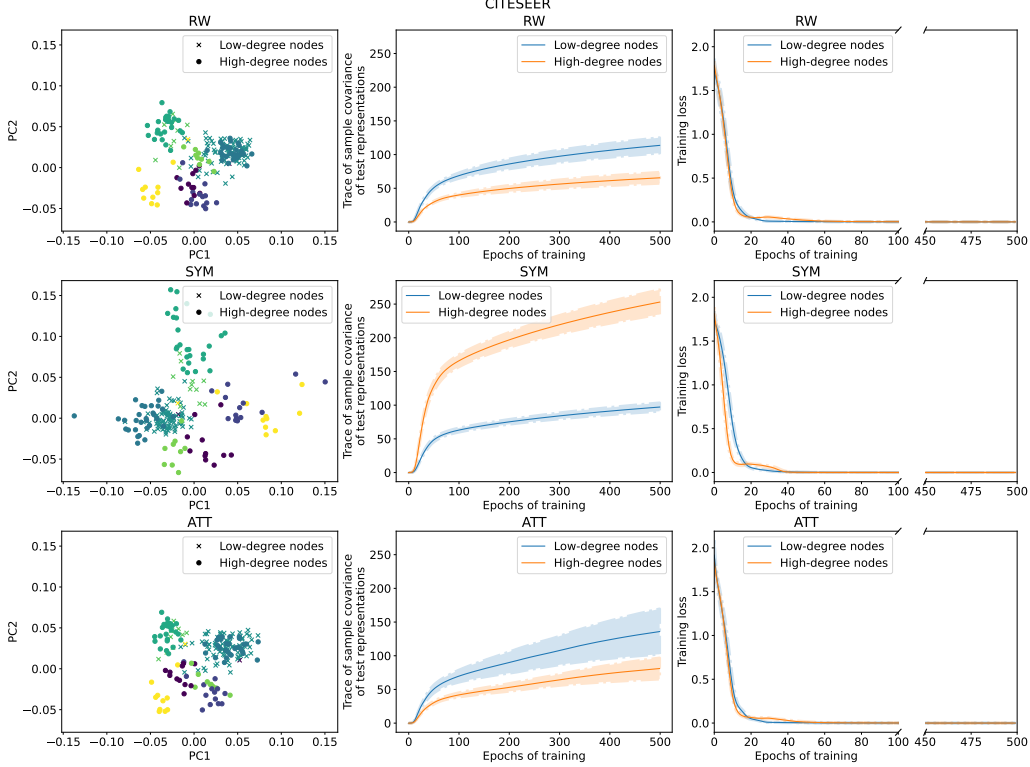 CITESEER
RW
RW
RW
0.15
0.10
0.05
0.00
−0.05
PC2
−0.15
−0.10
−0.05
0.00
0.05
0.10
0.15
PC1
Low-degree nodes
High-degree nodes
250
200
150
100
50
0
Trace of sample covariance
of test representations
0
100
200
300
400
500
Epochs of training
Low-degree nodes
High-degree nodes
2.0
1.5
1.0
0.5
0.0
Training loss
0
20
40
60
80
100
450
475
500
Epochs of training
Low-degree nodes
High-degree nodes
SYM
SYM
SYM
0.15
0.10
0.05
0.00
−0.05
PC2
−0.15
−0.10
−0.05
0.00
0.05
0.10
0.15
PC1
Low-degree nodes
High-degree nodes
250
200
150
100
50
0
Trace of sample covariance
of test representations
0
100
200
300
400
500
Epochs of training
Low-degree nodes
High-degree nodes
2.0
1.5
1.0
0.5
0.0
Training loss
0
20
40
60
80
100
450
475
500
Epochs of training
Low-degree nodes
High-degree nodes
ATT
ATT
ATT
0.15
0.10
0.05
0.00
−0.05
PC2
−0.15
−0.10
−0.05
0.00
0.05
0.10
0.15
PC1
Low-degree nodes
High-degree nodes
250
200
150
100
50
0
Trace of sample covariance
of test representations
0
100
200
300
400
500
Epochs of training
Low-degree nodes
High-degree nodes
2.0
1.5
1.0
0.5
0.0
Training loss
0
20
40
60
80
100
450
475
500
Epochs of training
Low-degree nodes
High-degree nodes